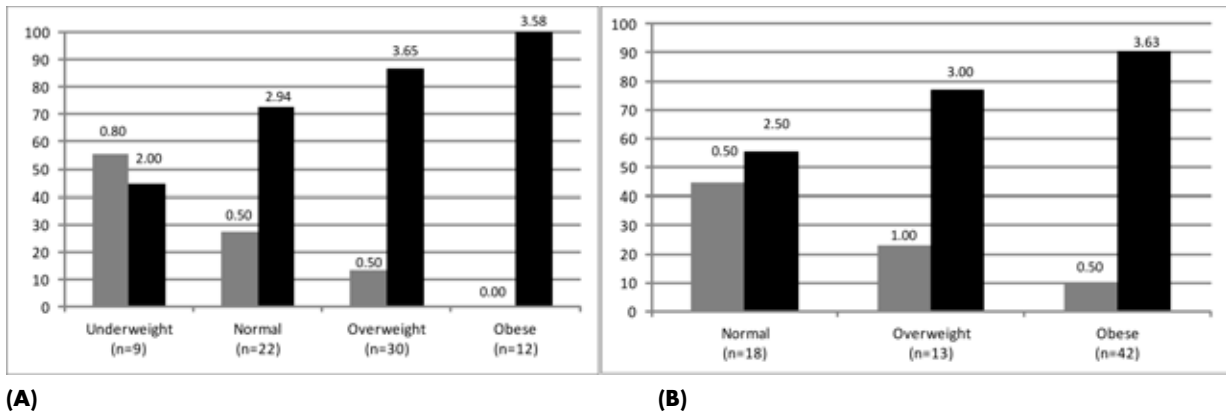 100
90
80
70
60
50
40
30
20
10
0
0.80
2.00
0.50
2.94
0.50
3.65
0.00
3.58
Underweight
(n=9)
Normal
(n=22)
Overweight
(n=30)
Obese
(n=12)
(A)
100
90
80
70
60
50
40
30
20
10
0
0.50
2.50
1.00
3.00
0.50
3.63
Normal
(n=18)
Overweight
(n=13)
Obese
(n=42)
(B)